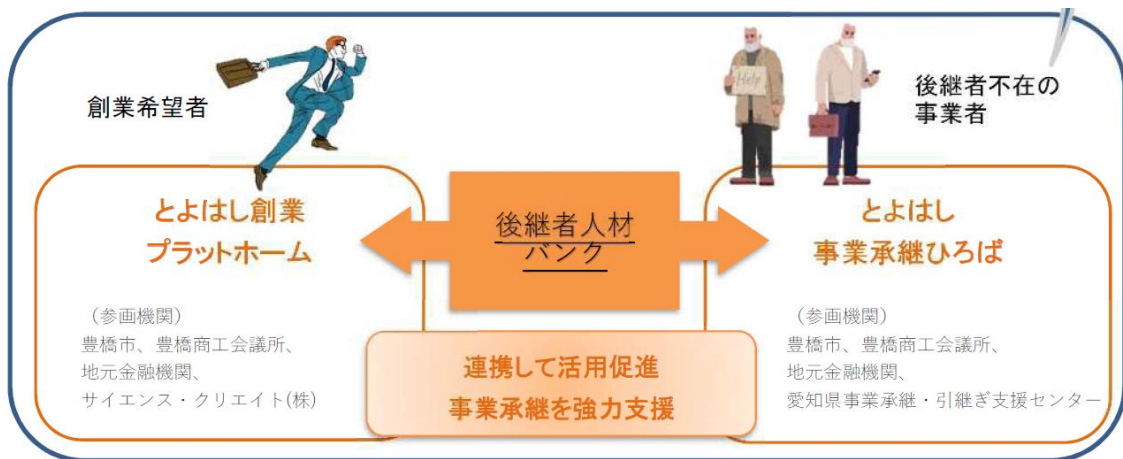 創業希望者
後継者不在の
事業者
Help
とよはし創業
プラットホーム
（参画機関）
豊橋市、豊橋商工会議所、
地元金融機関、
サイエンス・クリエイト(株)
後継者人材
バンク
連携して活用促進
事業承継を強力支援
とよはし
事業承継ひろば
（参画機関）
豊橋市、豊橋商工会議所、
地元金融機関、
愛知県事業承継・引継ぎ支援センター